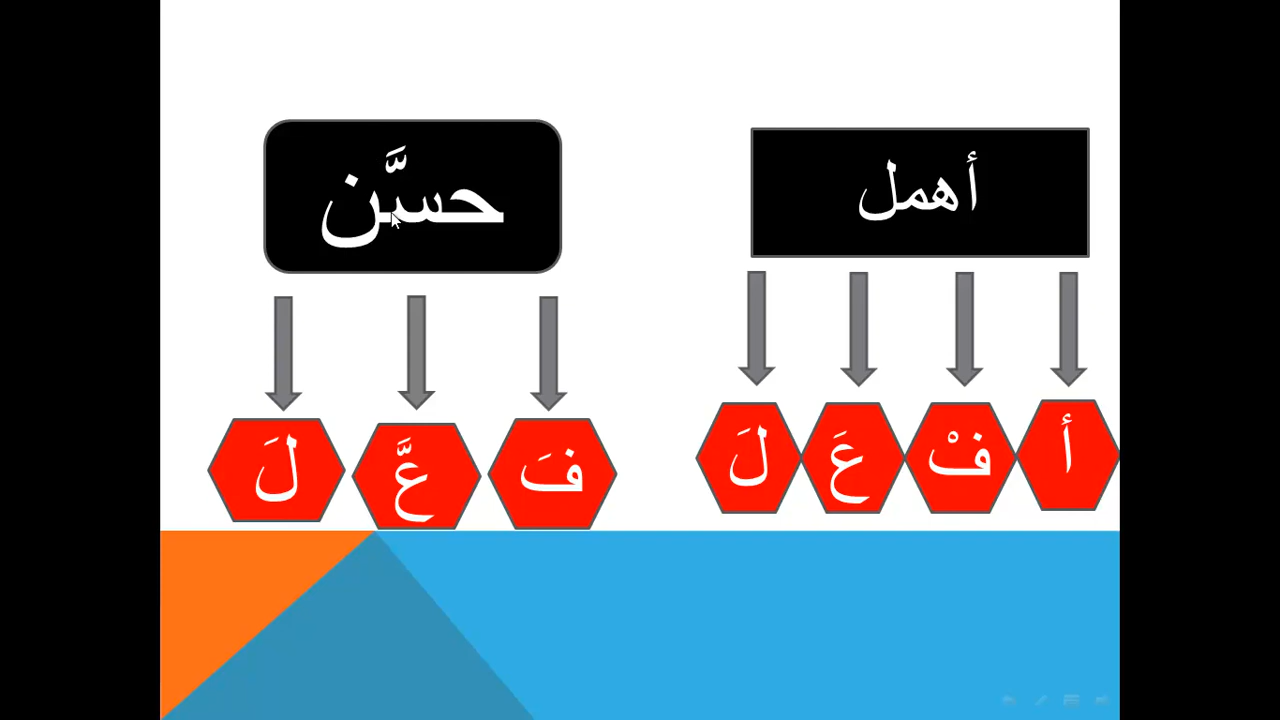 أهمل
حسَّن
أ فْ عَ لَ
فَ عَّ لَ